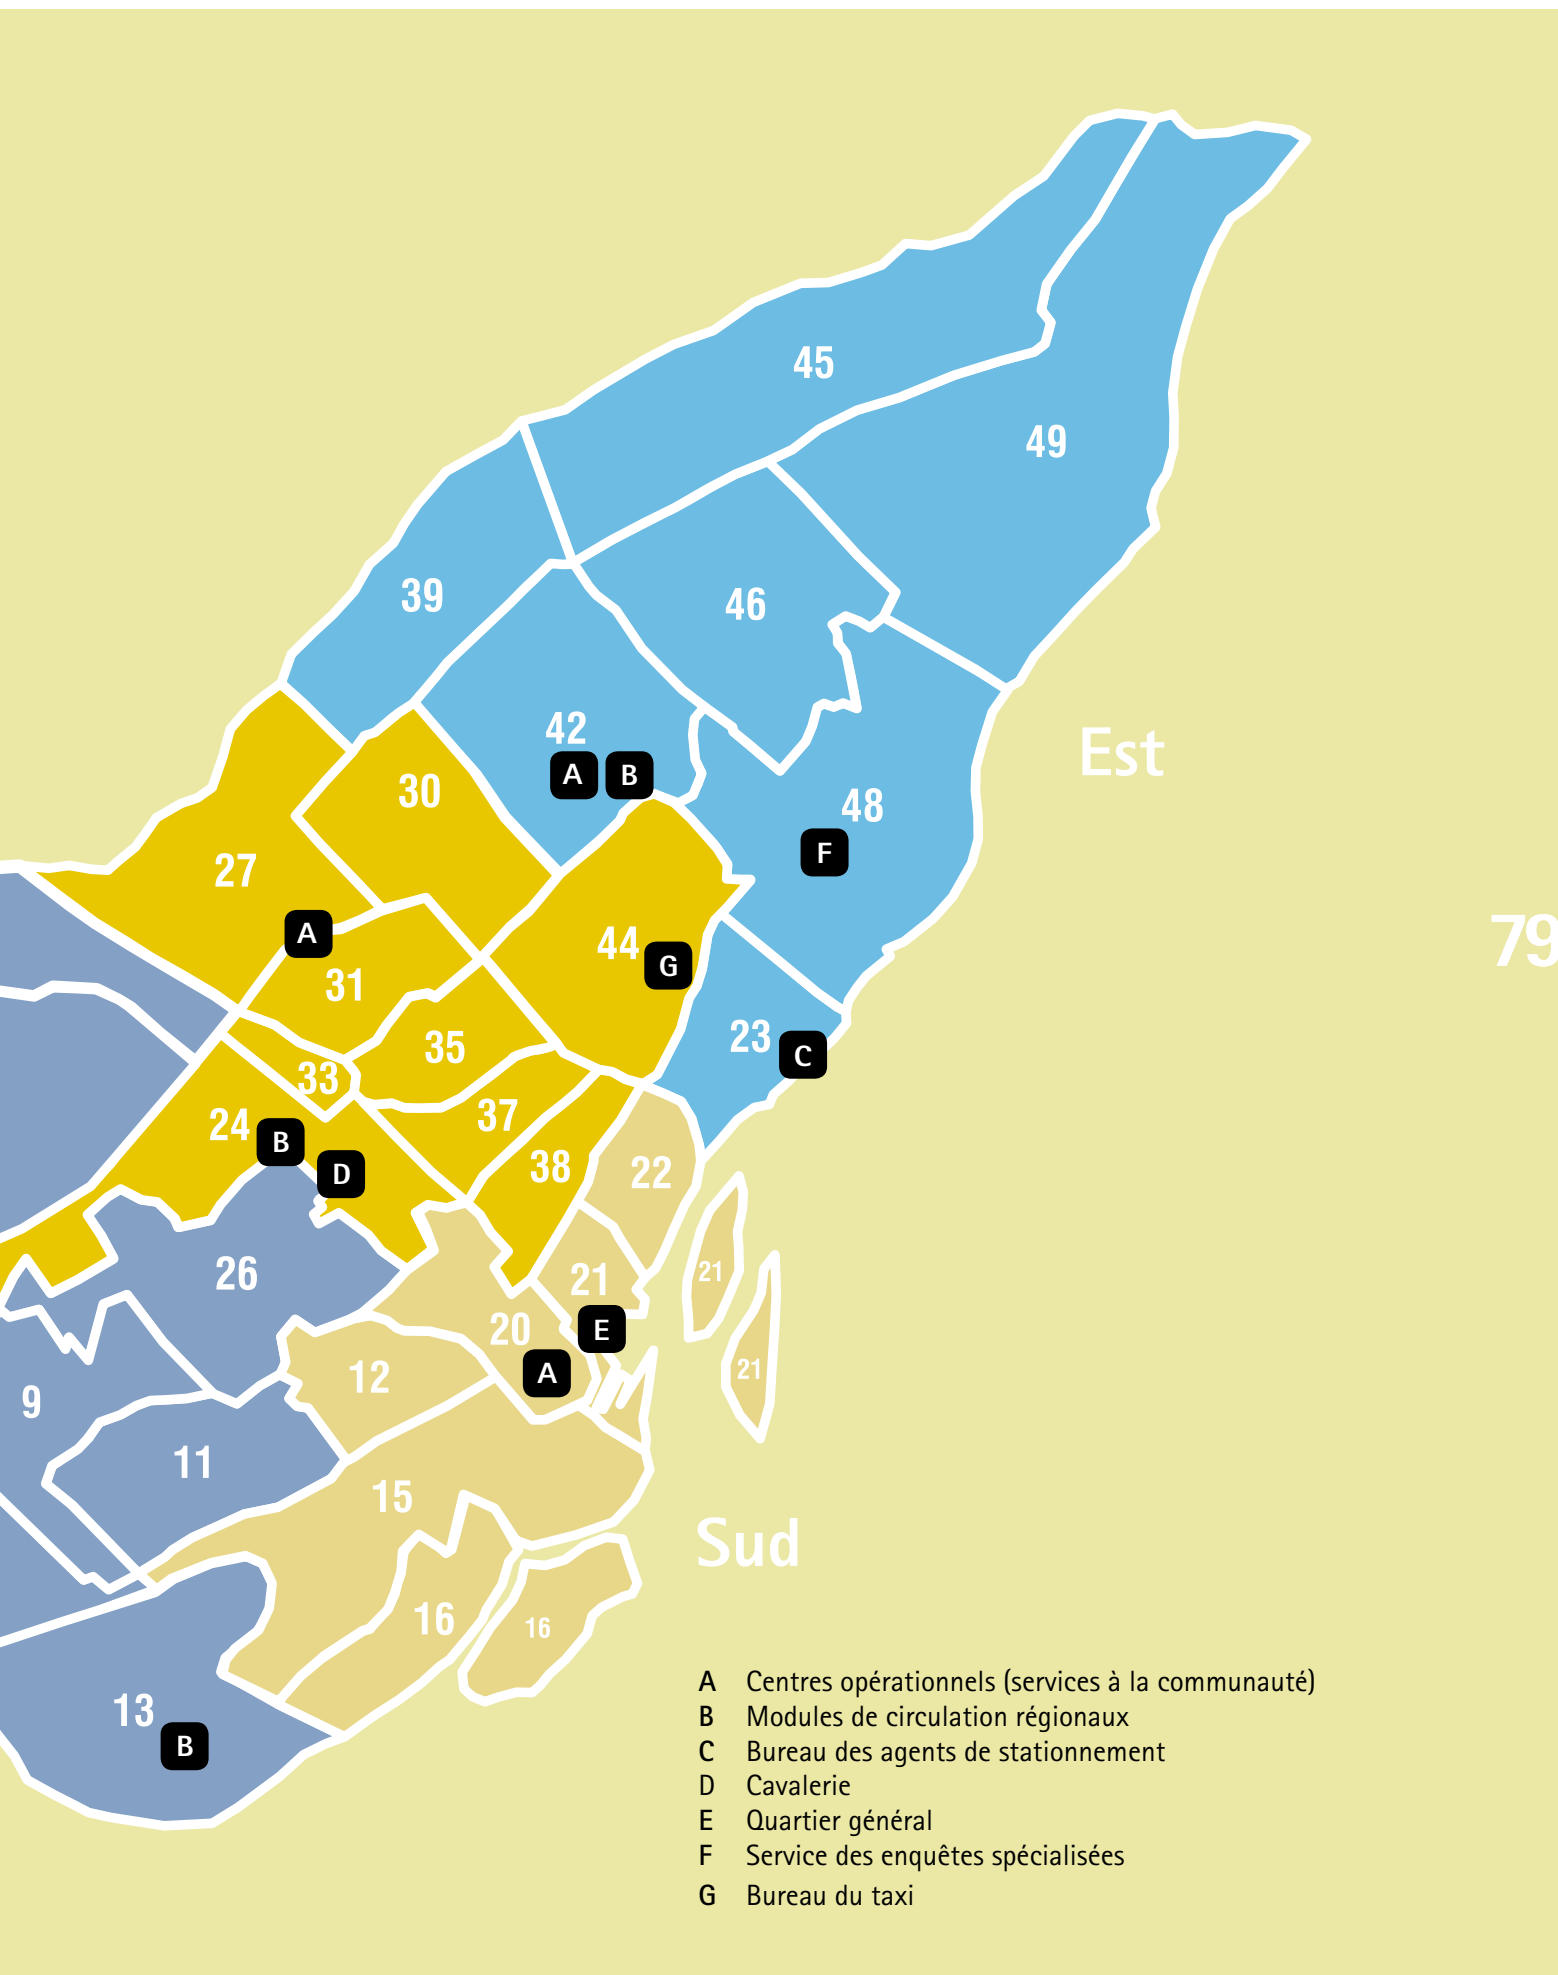 45
49
39
46
42
A B
Est
30
48
F
27
79
A
44
G
31
23
C
35
33
37
24
B
D
38
22
26
21
21
20
E
12
A
21
9
11
15
Sud
16
16
13
B
A Centres opérationnels (services à la communauté)
B Modules de circulation régionaux
C Bureau des agents de stationnement
D Cavalerie
E Quartier général
F Service des enquêtes spécialisées
G Bureau du taxi